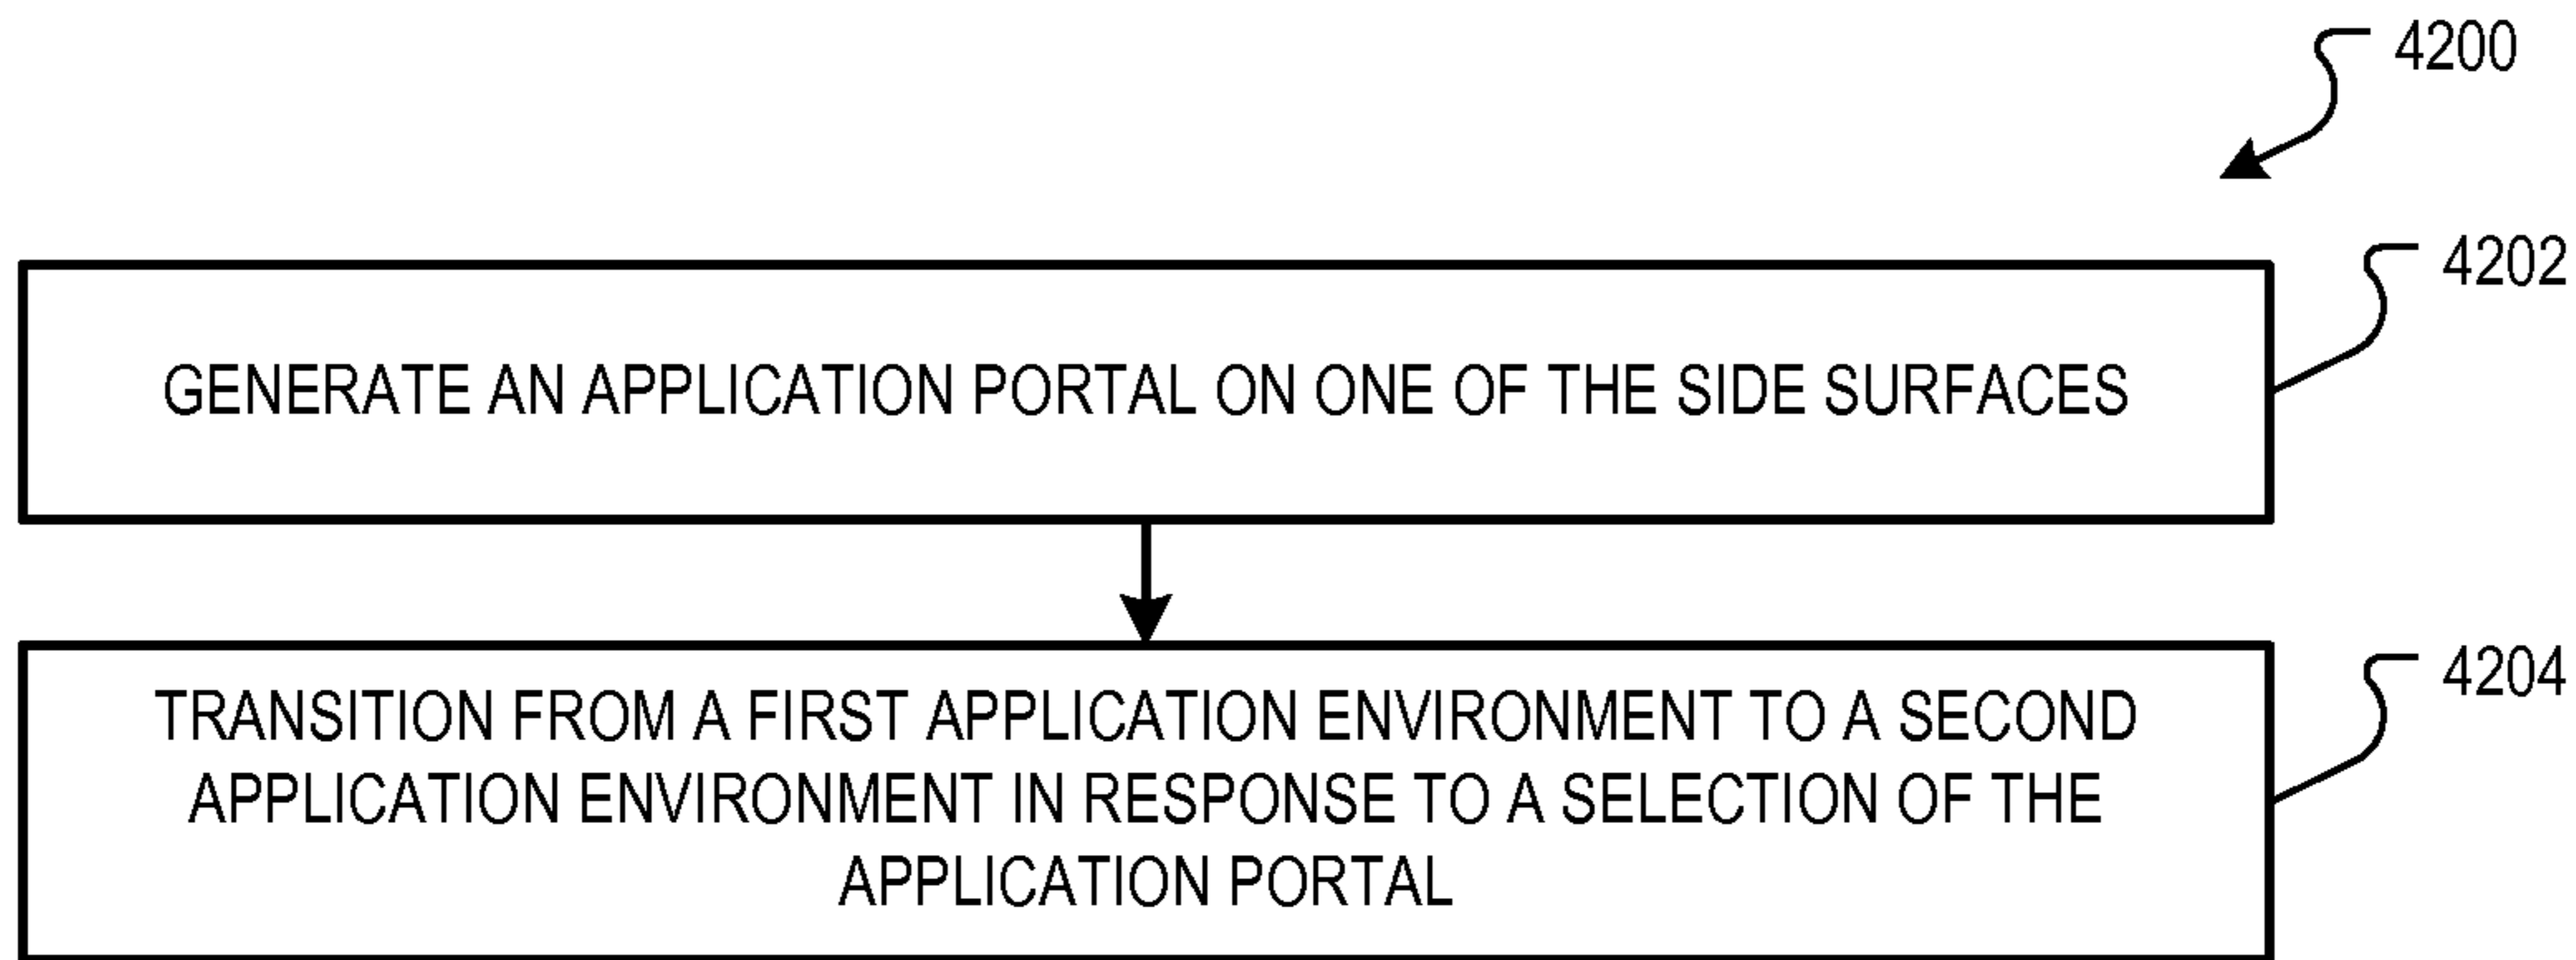 4200
4202
GENERATE AN APPLICATION PORTAL ON ONE OF THE SIDE SURFACES
4204
TRANSITION FROM A FIRST APPLICATION ENVIRONMENT TO A SECOND
APPLICATION ENVIRONMENT IN RESPONSE TO A SELECTION OF THE
APPLICATION PORTAL